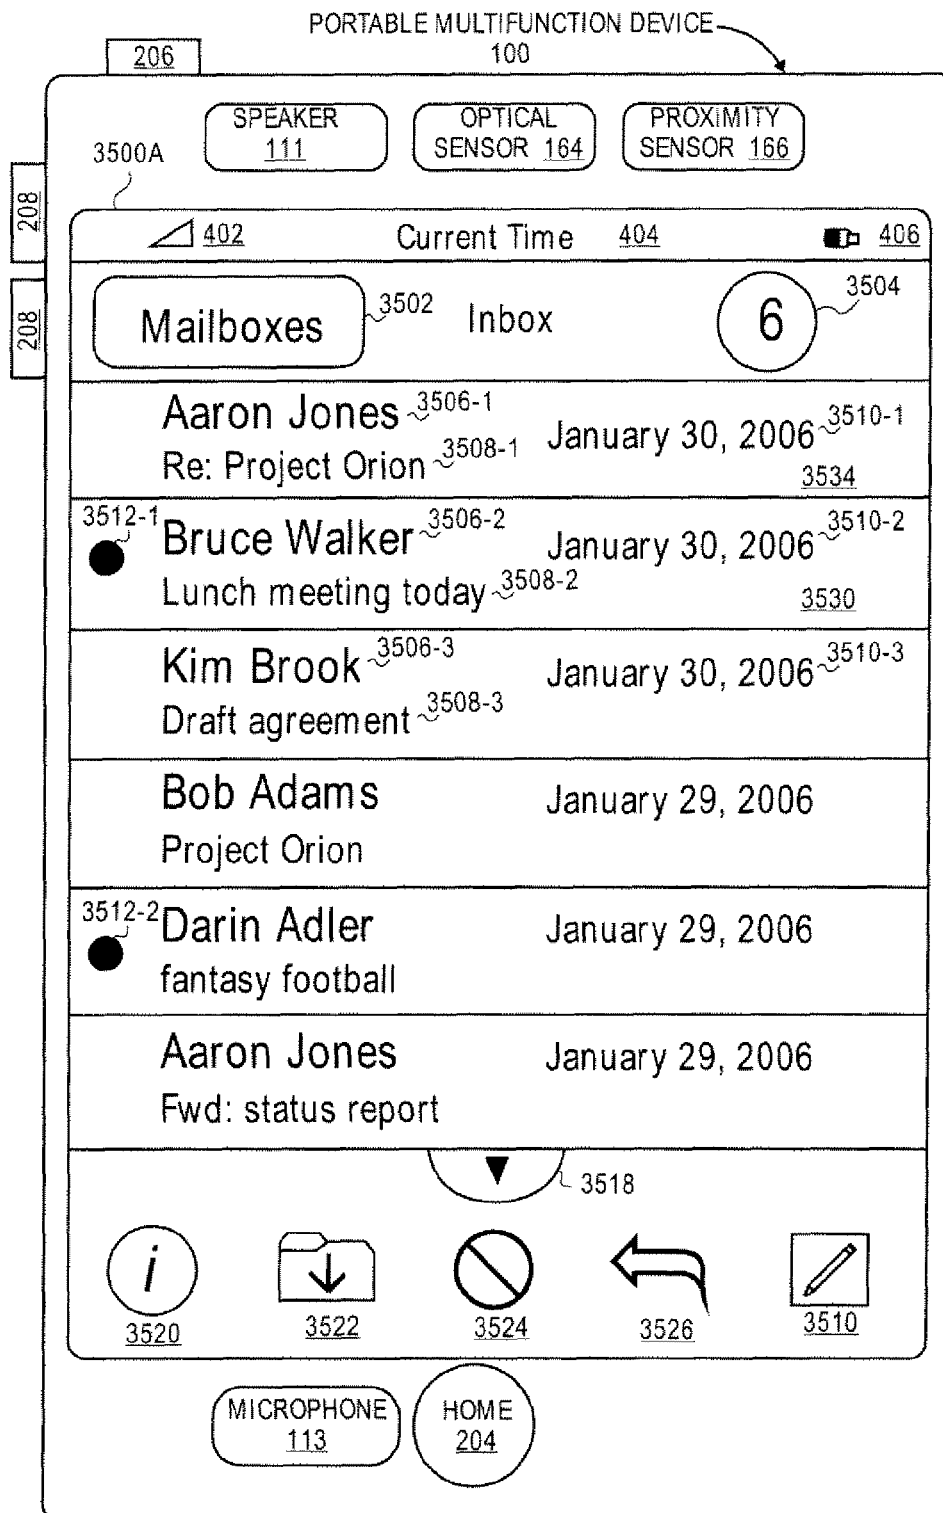 PORTABLE MULTIFUNCTION DEVICE
100
206
SPEAKER
111
OPTICAL
SENSOR 164
PROXIMITY
SENSOR 166
3500A
208
208
402
Current Time 404
406
Mailboxes
3502
Inbox
6
3504
Aaron Jones 3506-1
January 30, 2006 3510-1
Re: Project Orion 3508-1
3534
3512-1
Bruce Walker 3506-2
January 30, 2006 3510-2
Lunch meeting today 3508-2
3530
Kim Brook 3506-3
January 30, 2006 3510-3
Draft agreement 3508-3
Bob Adams
January 29, 2006
Project Orion
3512-2
Darin Adler
January 29, 2006
fantasy football
Aaron Jones
January 29, 2006
Fwd: status report
3518
i
3520
3522
3524
3526
3510
MICROPHONE
113
HOME
204